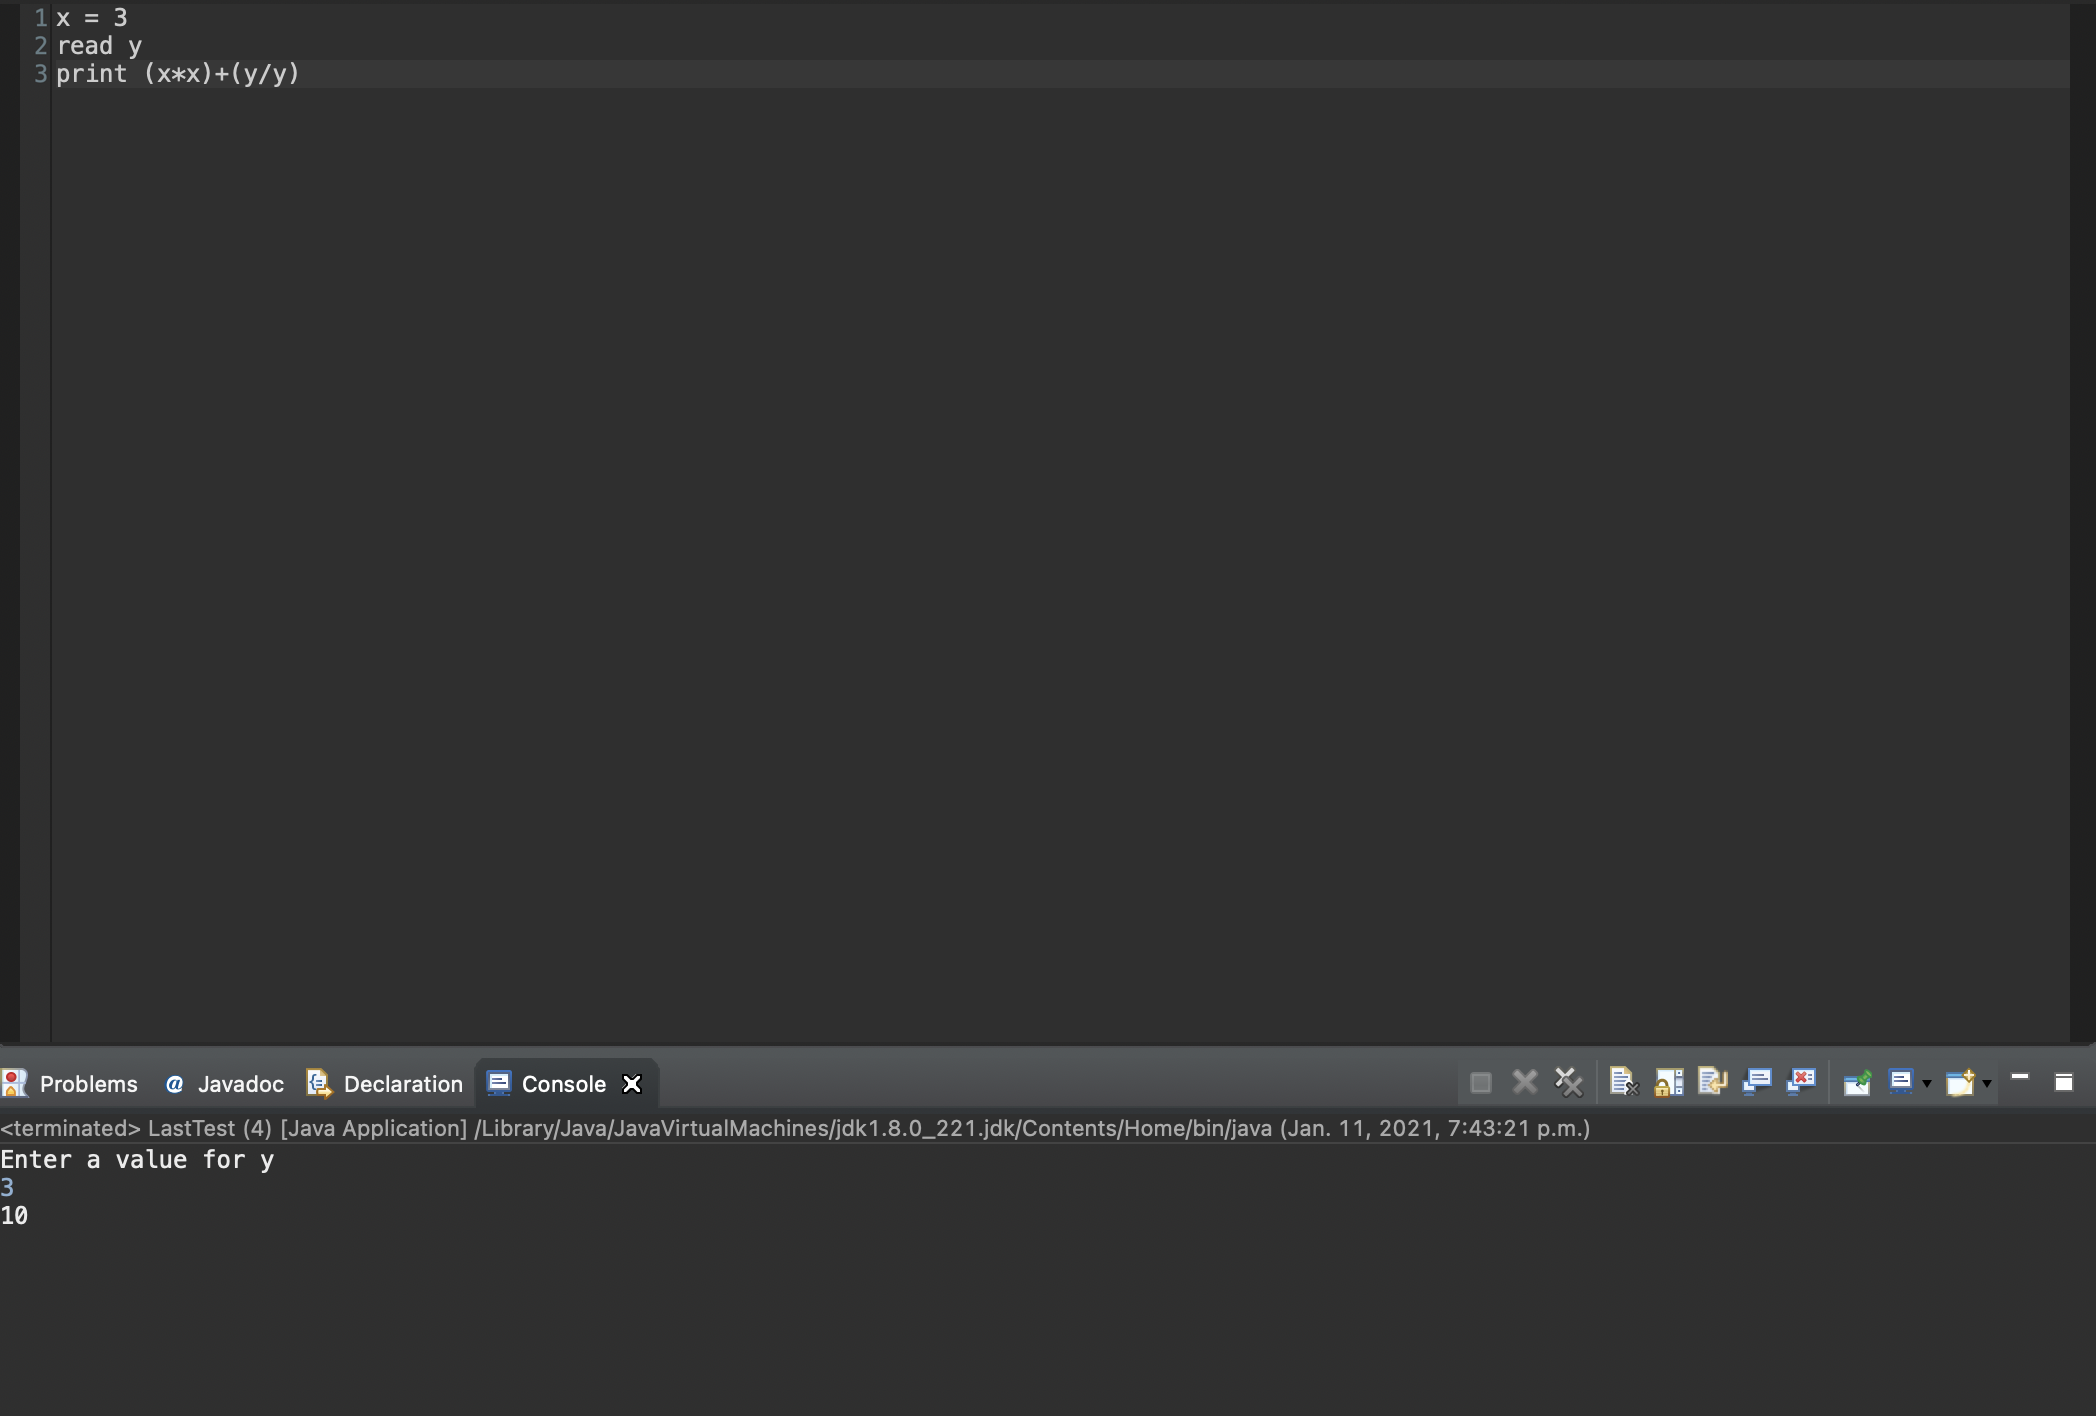 1 x = 3
2 read y
3 print (x*x)+(y/y)
Problems @ Javadoc Declaration Console
<terminated> LastTest (4) [Java Application] /Library/Java/JavaVirtualMachines/jdk1.8.0_221.jdk/Contents/Home/bin/java (Jan. 11, 2021, 7:43:21 p.m.)
Enter a value for y
3
10